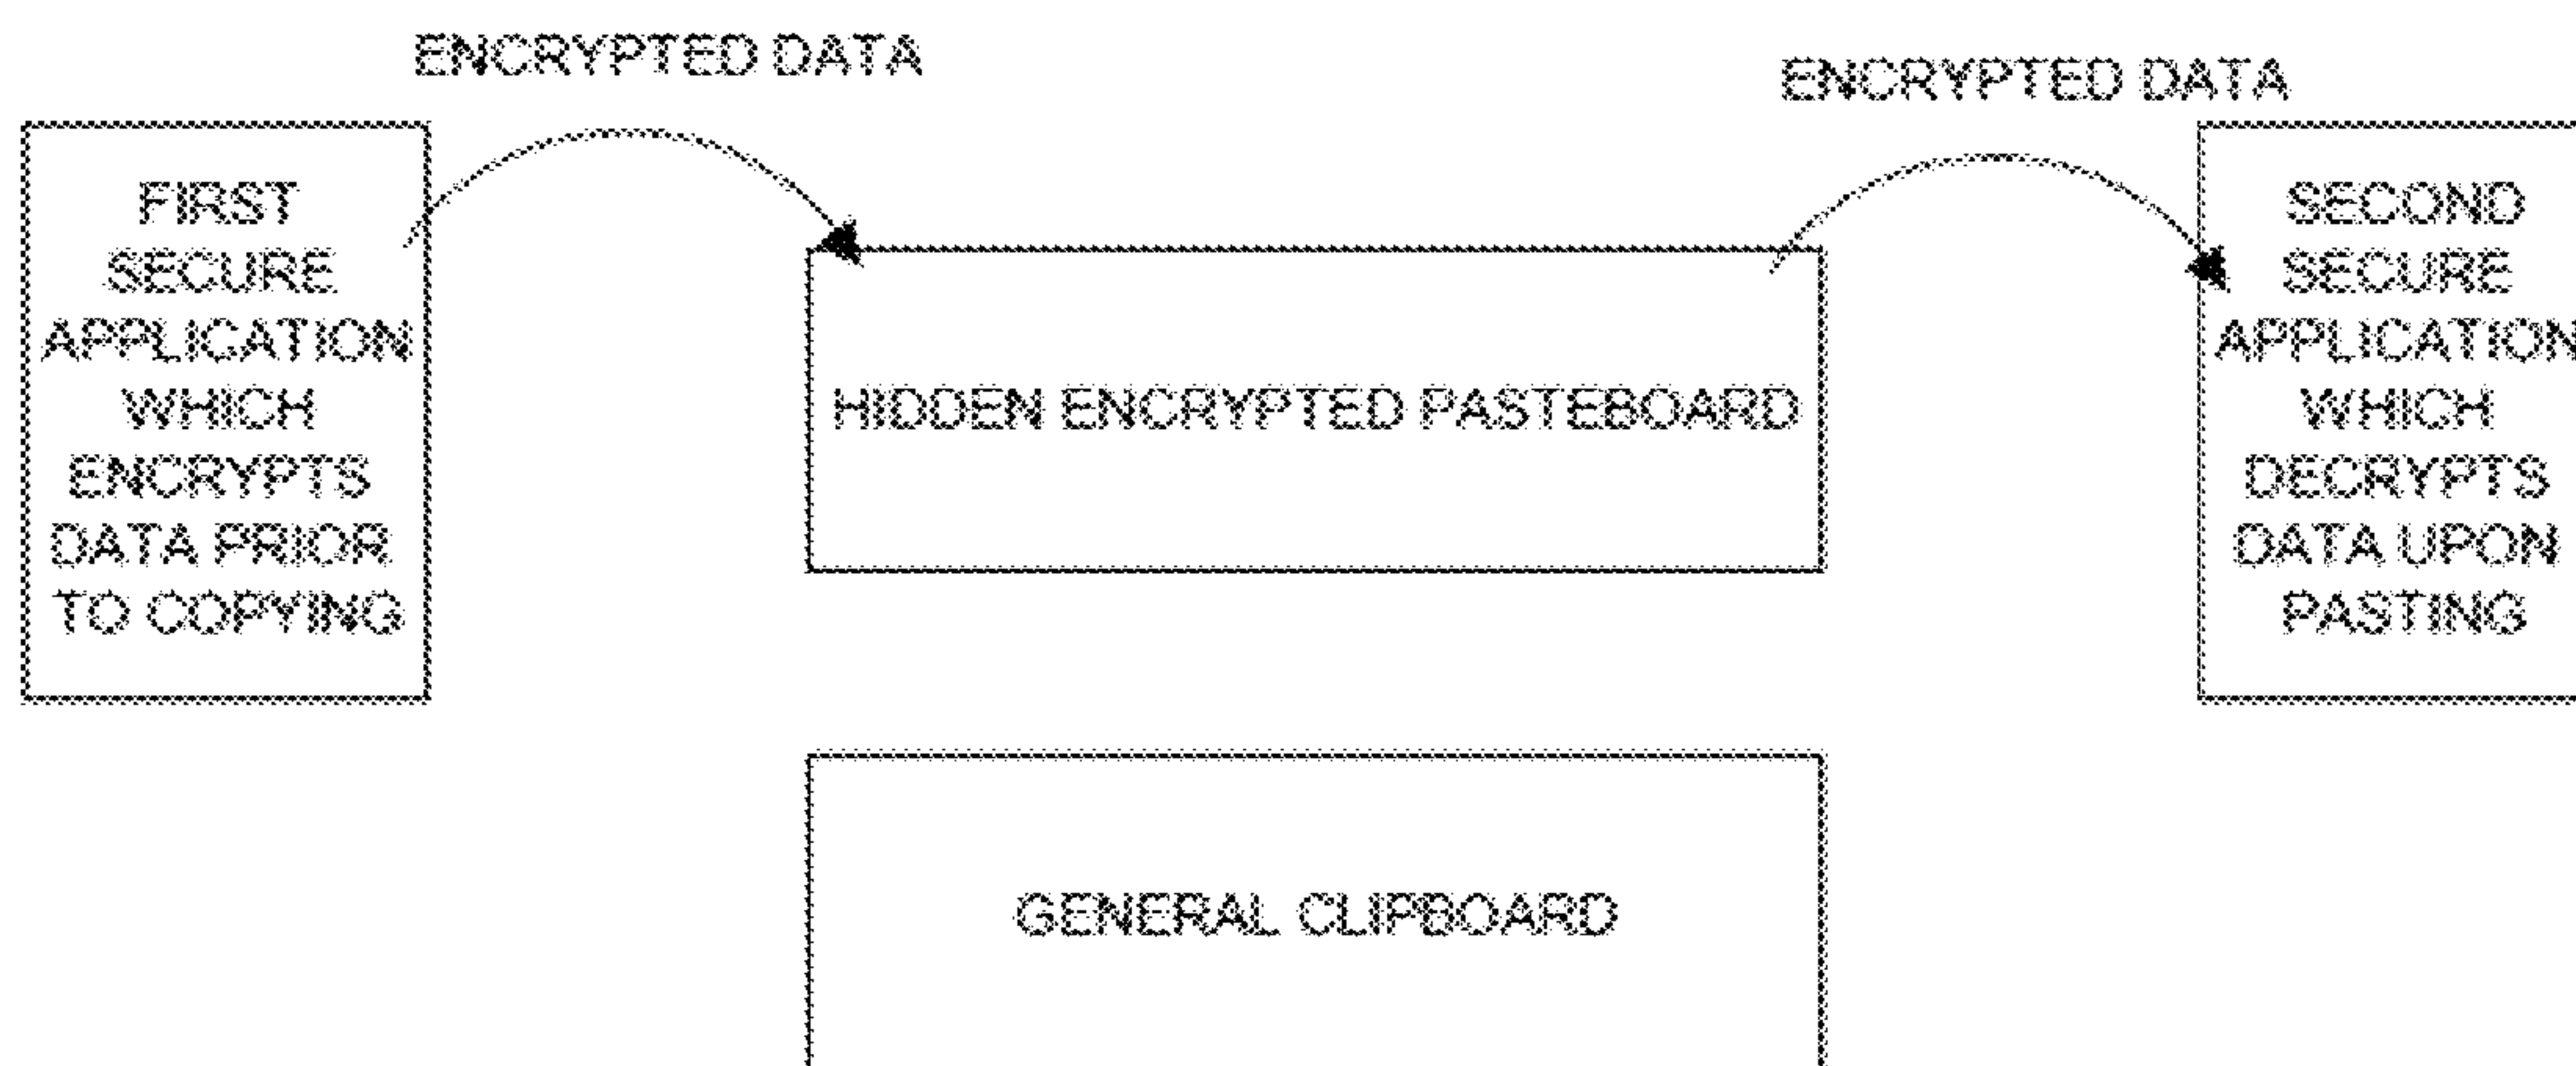 ENCRYPTED DATA
ENCRYPTED DATA
FIRST
SECURE
APPLICATION
WHICH
ENCRYPTS
DATA PRIOR
TO COPYING
HIDDEN ENCRYPTED PASTEBOARD
SECOND
SECURE
APPLICATION
WHICH
DECRYPTS
DATA UPON
PASTING
GENERAL CLIPBOARD